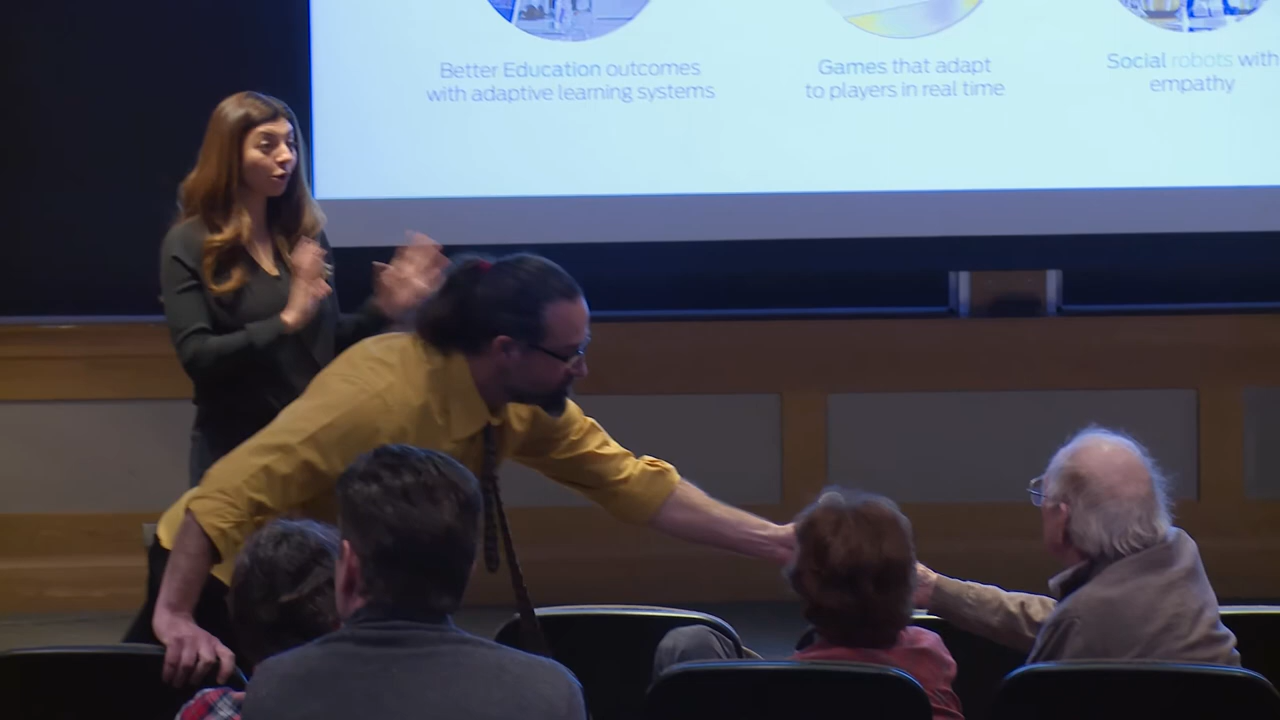 Better Education outcomes
with adaptive learning systems
Games that adapt
to players in real time
Social robots with
empathy